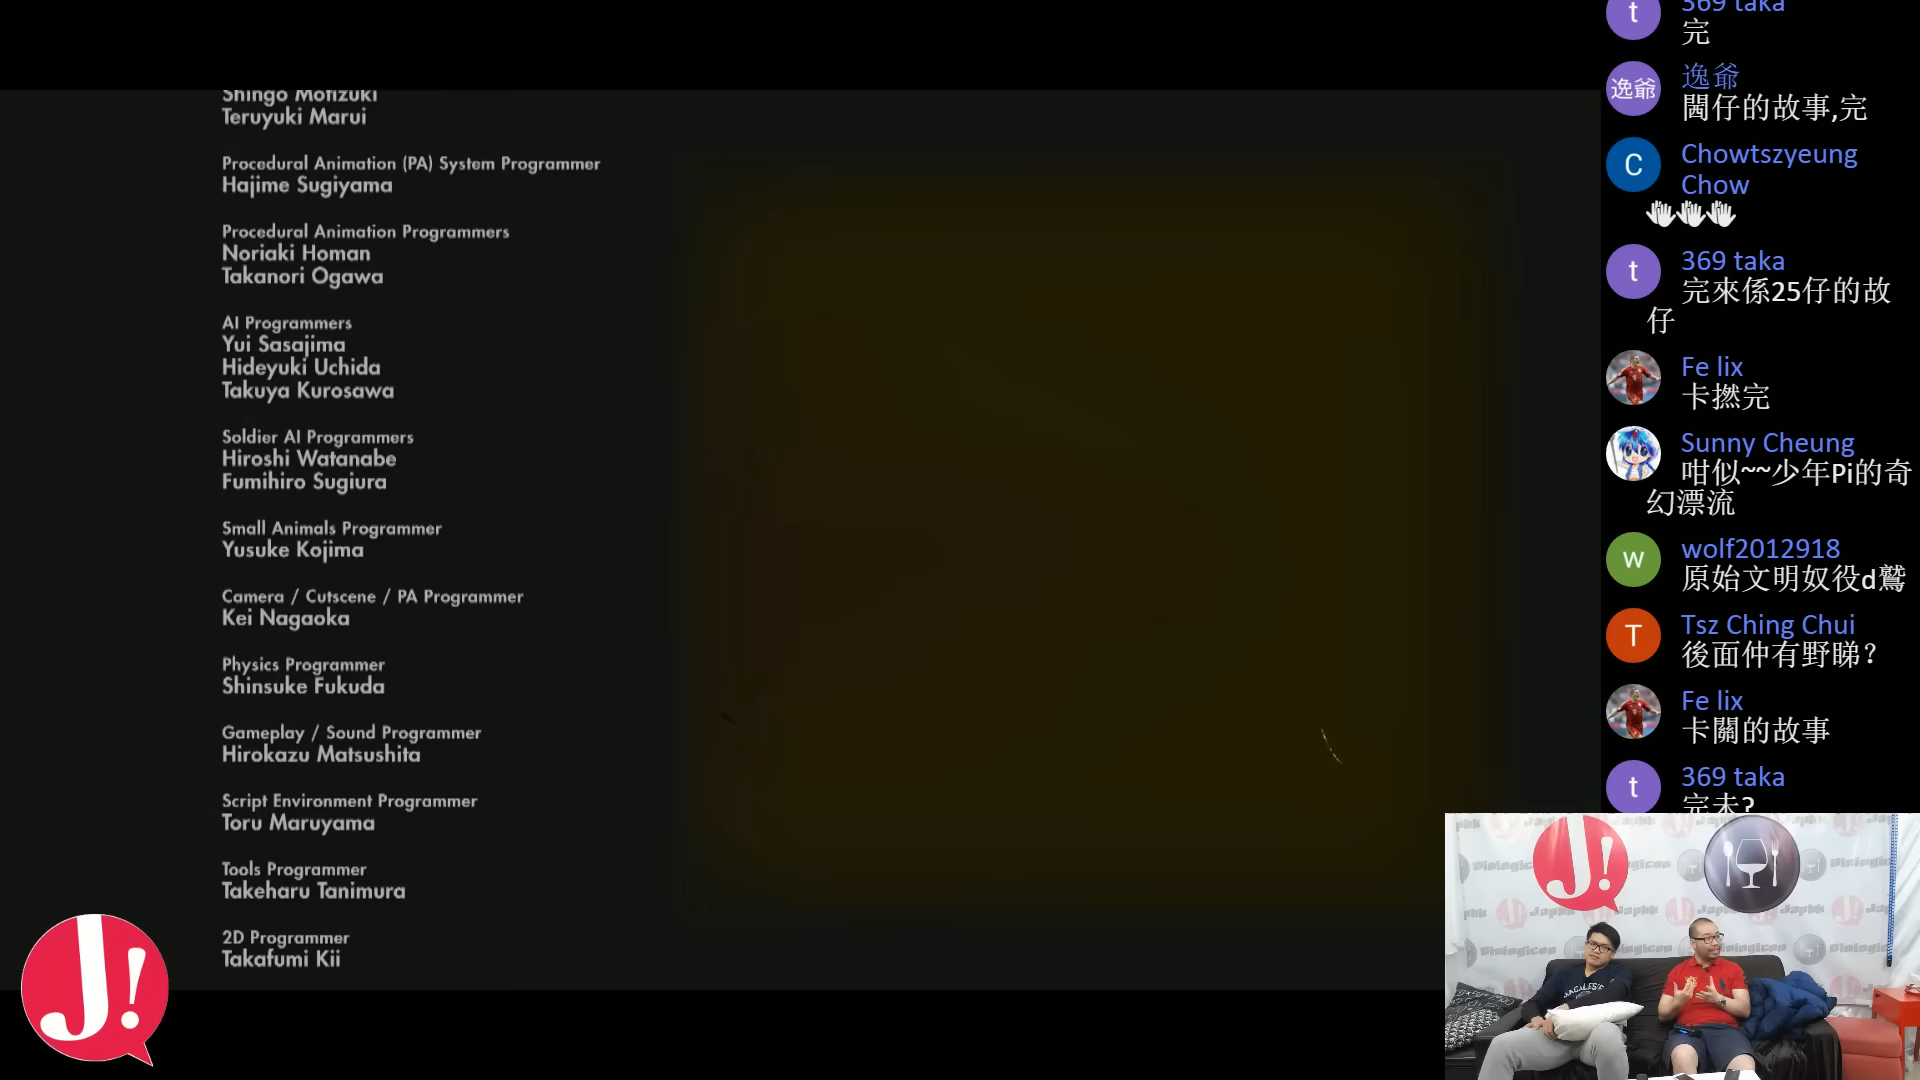 Shingo Motizuki
Teruyuki Marui
Procedural Animation (PA) System Programmer
Hajime Sugiyama
Procedural Animation Programmers
Noriaki Homan
Takanori Ogawa
AI Programmers
Yui Sasajima
Hideyuki Uchida
Takuya Kurosawa
Soldier AI Programmers
Hiroshi Watanabe
Fumihiro Sugiura
Small Animals Programmer
Yusuke Kojima
Camera / Cutscene / PA Programmer
Kei Nagaoka
Physics Programmer
Shinsuke Fukuda
Gameplay / Sound Programmer
Hirokazu Matsushita
Script Environment Programmer
Toru Maruyama
Tools Programmer
Takeharu Tanimura
2D Programmer
Takafumi Kii
J!
t
369 taka
完
逸爺
逸爺
閪仔的故事,完
C
Chowtszyeung
Chow
t
369 taka
完來係25仔的故
仔
Fe lix
卡撚完
Sunny Cheung
咁似~~少年Pi的奇
幻漂流
w
wolf2012918
原始文明奴役d鷲
T
Tsz Ching Chui
後面仲有野睇？
Fe lix
卡關的故事
t
369 taka
完未?
J!